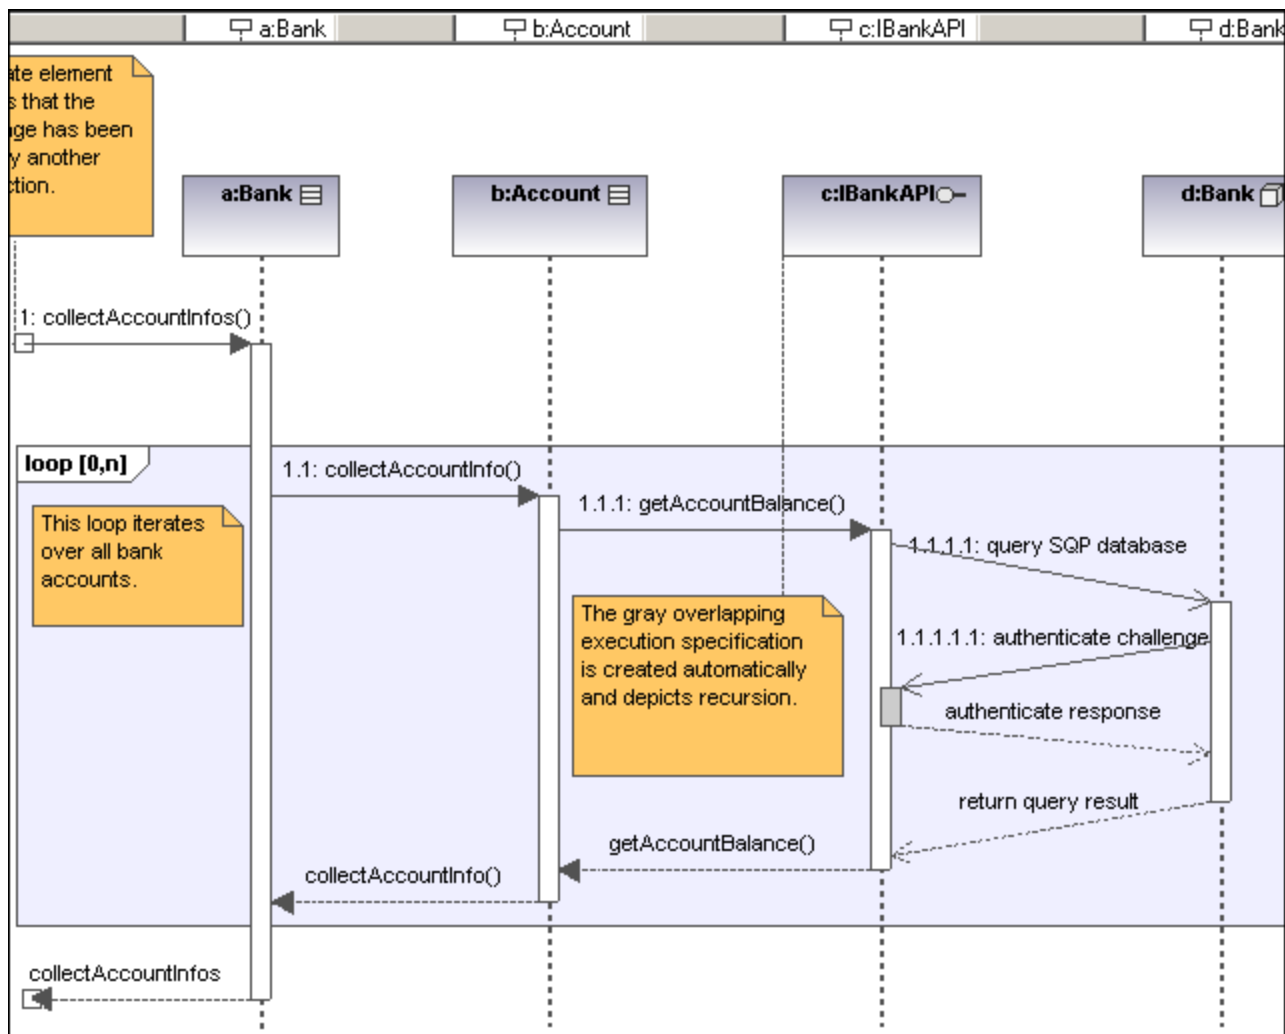 a:Bank
b:Account
c:IBankAPI
d:Bank
element
that the
has been
another
a:Bank
b:Account
c:IBankAPI
d:Bank
1: collectAccountInfos()
loop [0,n]
1.1: collectAccountInfo()
1.1.1: getAccountBalance()
This loop iterates
over all bank
accounts.
1.1.1.1: query SQP database
The gray overlapping
execution specification
is created automatically
and depicts recursion.
1.1.1.1.1: authenticate challenge
authenticate response
return query result
getAccountBalance()
collectAccountInfo()
collectAccountInfos